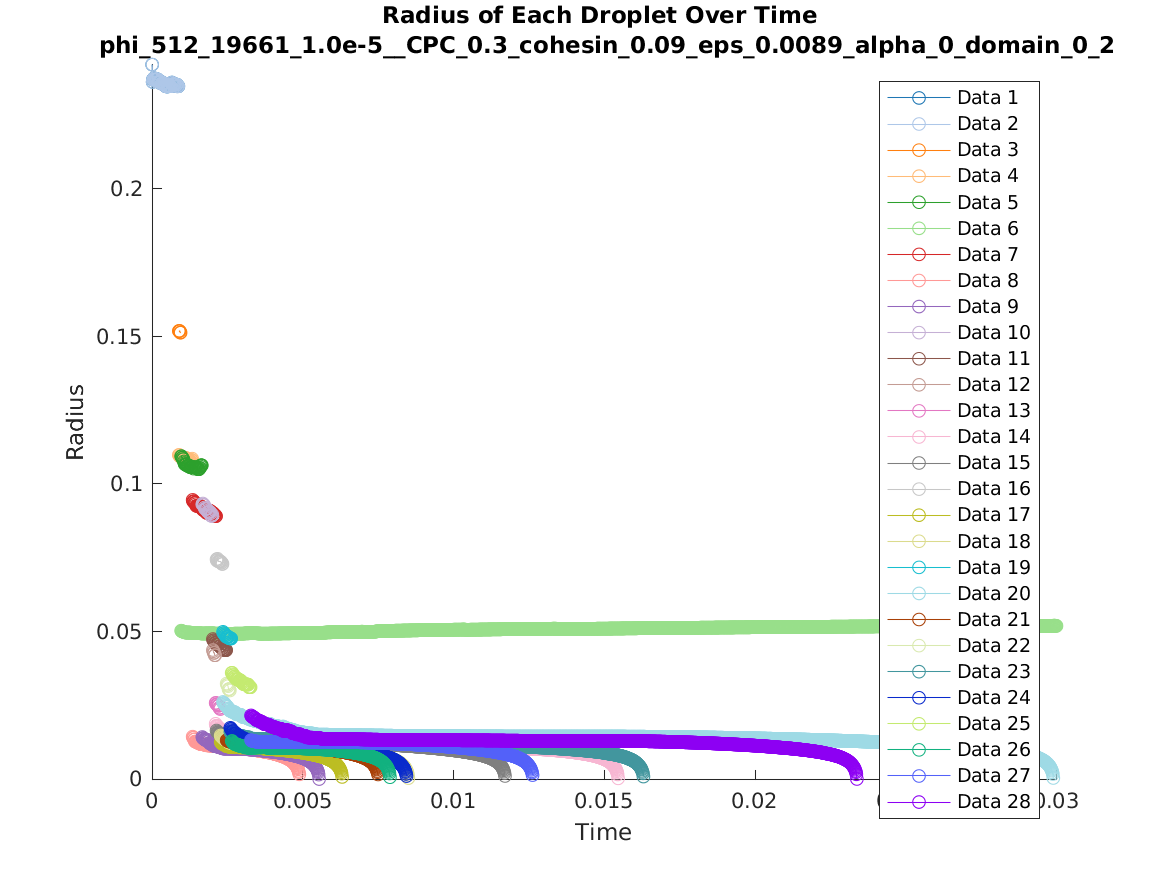 Radius of Each Droplet Over Time
phi_512_19661_1.0e-5__CPC_0.3_cohesin_0.09_eps_0.0089_alpha_0_domain_0_2
Radius
0.2
0.15
0.1
0.05
0
0
0.005
0.01
0.015
0.02
0.03
Time
Data 1
Data 2
Data 3
Data 4
Data 5
Data 6
Data 7
Data 8
Data 9
Data 10
Data 11
Data 12
Data 13
Data 14
Data 15
Data 16
Data 17
Data 18
Data 19
Data 20
Data 21
Data 22
Data 23
Data 24
Data 25
Data 26
Data 27
Data 28